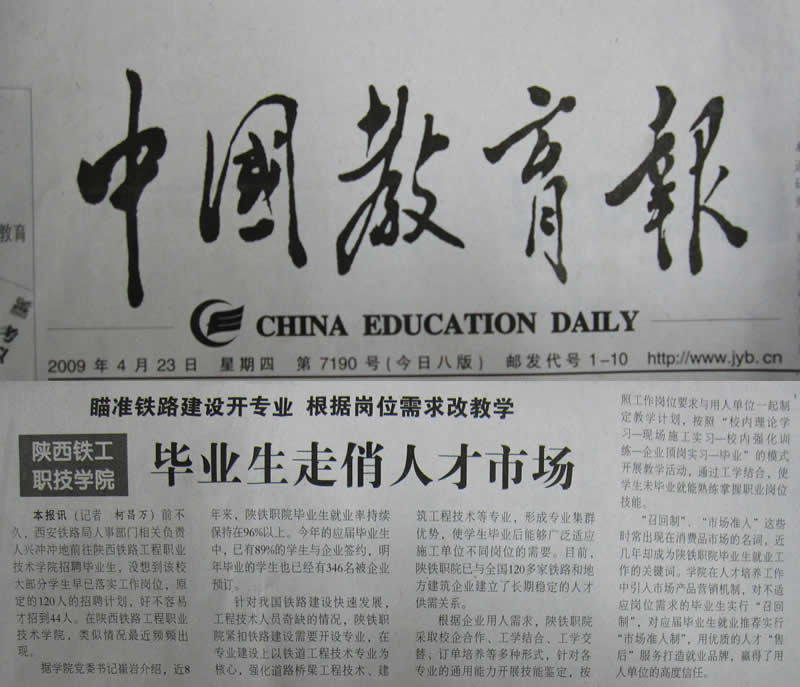 中國教育報
CHINA EDUCATION DAILY
2009年4月23日 星期四 第7190号(今日八版) 邮发代号1-10 http://www.jyb.cn
教育
瞄准铁路建设开专业 根据岗位需求改教学
陕西铁工
职技学院
毕业生走俏人才市场
本报讯(记者 柯昌万)前不
久,西安铁路局人事部门相关负责
人兴冲冲地前往陕西铁路工程职业
技术学院招聘毕业生,没想到该校
大部分学生早已落实工作岗位,原
定的120人的招聘计划,好不容易
才招到44人。在陕西铁路工程职业
技术学院,类似情况最近频频出
现。
据学院党委书记崔岩介绍,近8
年来,陕铁职院毕业生就业率持续
保持在96%以上。今年的应届毕业生
中,已有89%的学生与企业签约,明
年毕业的学生也已经有346名被企业
预订。
针对我国铁路建设快速发展,
工程技术人员奇缺的情况,陕铁职
院紧扣铁路建设需要开设专业,在
专业建设上以铁道工程技术专业为
核心,强化道路桥梁工程技术、建
筑工程技术等专业,形成专业集群
优势,使学生毕业后能够广泛适应
施工单位不同岗位的需要。目前,
陕铁职院已与全国120多家铁路和地
方建筑企业建立了长期稳定的人才
供需关系。
根据企业用人需求,陕铁职院
采取校企合作、工学结合、工学交
替、订单培养等多种形式,针对各
专业的通用能力开展技能鉴定,按
照工作岗位要求与用人单位一起制
定教学计划,按照“校内理论学
习—现场施工实习—校内强化训
练—企业顶岗实习—毕业”的模式
开展教学活动,通过工学结合,使
学生未毕业就能熟练掌握职业岗位
技能。
“召回制”、“市场准人”这些
时常出现在消费品市场的名词,近
几年却成为陕铁职院毕业生就业工
作的关键词。学院在人才培养工作
中引入市场产品营销机制,对不适
应岗位需求的毕业生实行“召回
制”,对应届毕业生就业推荐实行
“市场准人制”,用优质的人才“售
后”服务打造就业品牌,赢得了用
人单位的高度信任。